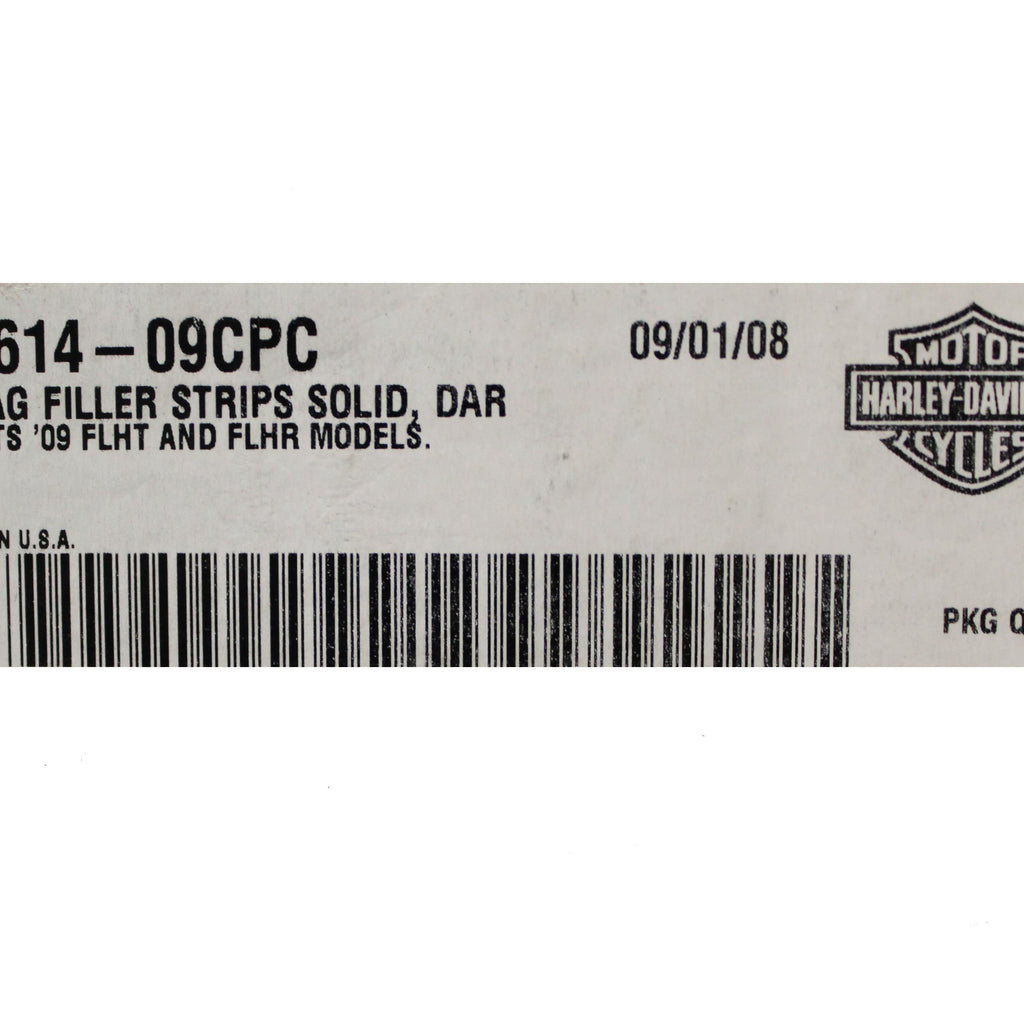 614-09CPC
09/01/08
AG FILLER STRIPS SOLID, DAR
TS '09 FLHT AND FLHR MODELS.
N U.S.A.
MOTOR
HARLEY-DAVI
CYCLES
PKG Q